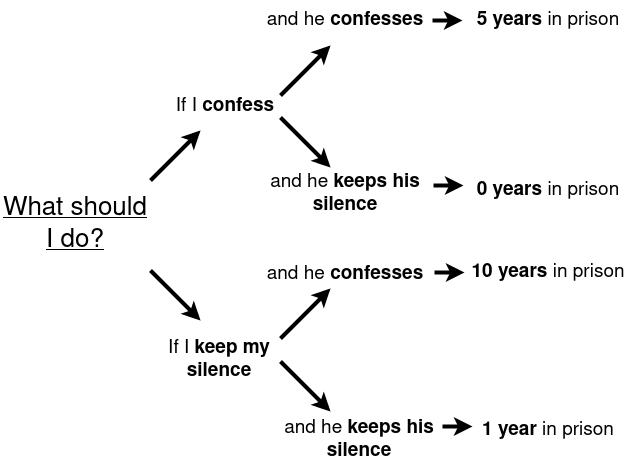 and he confesses
5 years in prison
If I confess
and he keeps his
silence
0 years in prison
What should
I do?
and he confesses
10 years in prison
If I keep my
silence
and he keeps his
silence
1 year in prison